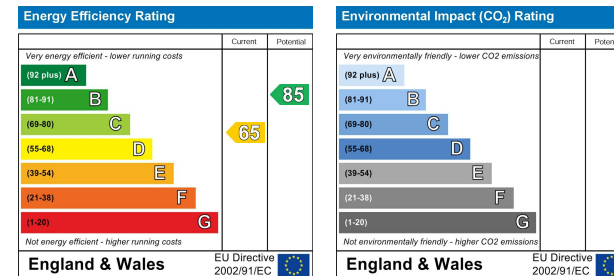 Energy Efficiency Rating
Current Potential
Very energy efficient - lower running costs
(92 plus) A
(81-91) B
85
(69-80) C
65
(55-68) D
(39-54) E
(21-38) F
(1-20) G
Not energy efficient - higher running costs
England & Wales
EU Directive
2002/91/EC
Environmental Impact (CO₂) Rating
Current Poten
Very environmentally friendly - lower CO2 emissions
(92 plus) A
(81-91) B
(69-80) C
(55-68) D
(39-54) E
(21-38) F
(1-20) G
Not environmentally friendly - higher CO2 emissions
England & Wales
EU Directive
2002/91/EC